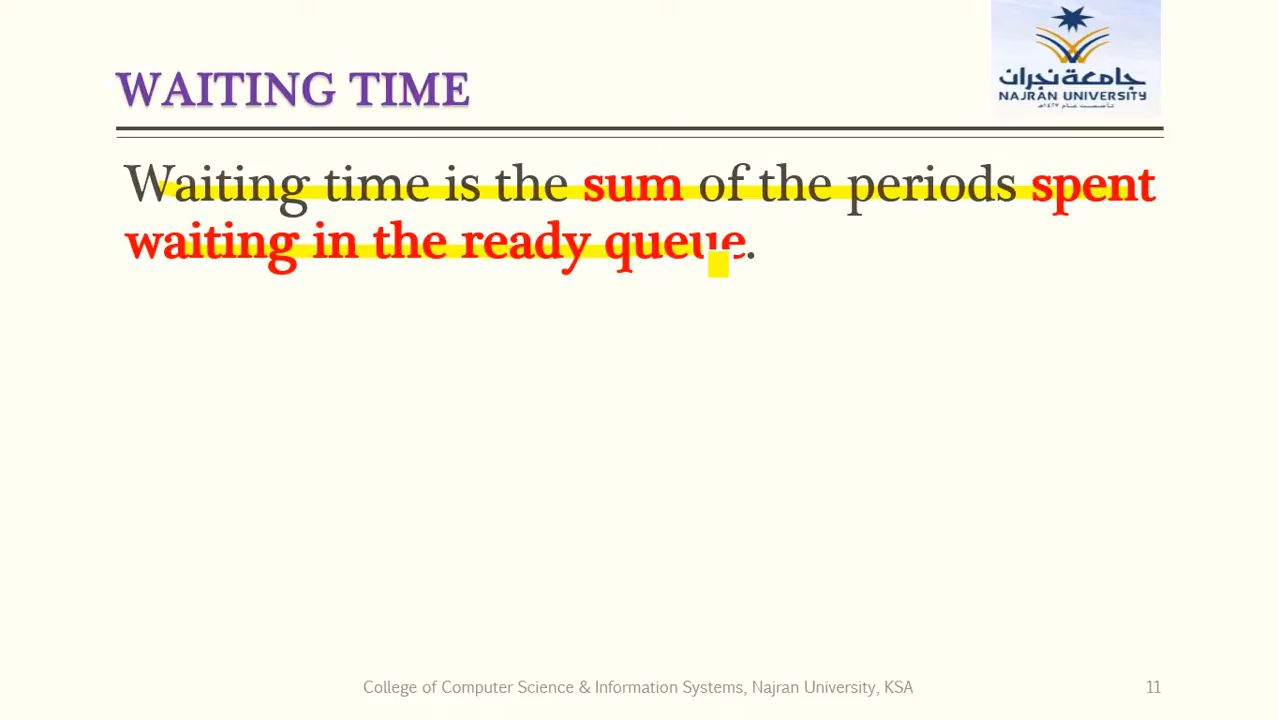 WAITING TIME
جامعة نجران
NAJRAN UNIVERSITY
Waiting time is the sum of the periods spent
waiting in the ready queue.
College of Computer Science & Information Systems, Najran University, KSA
11